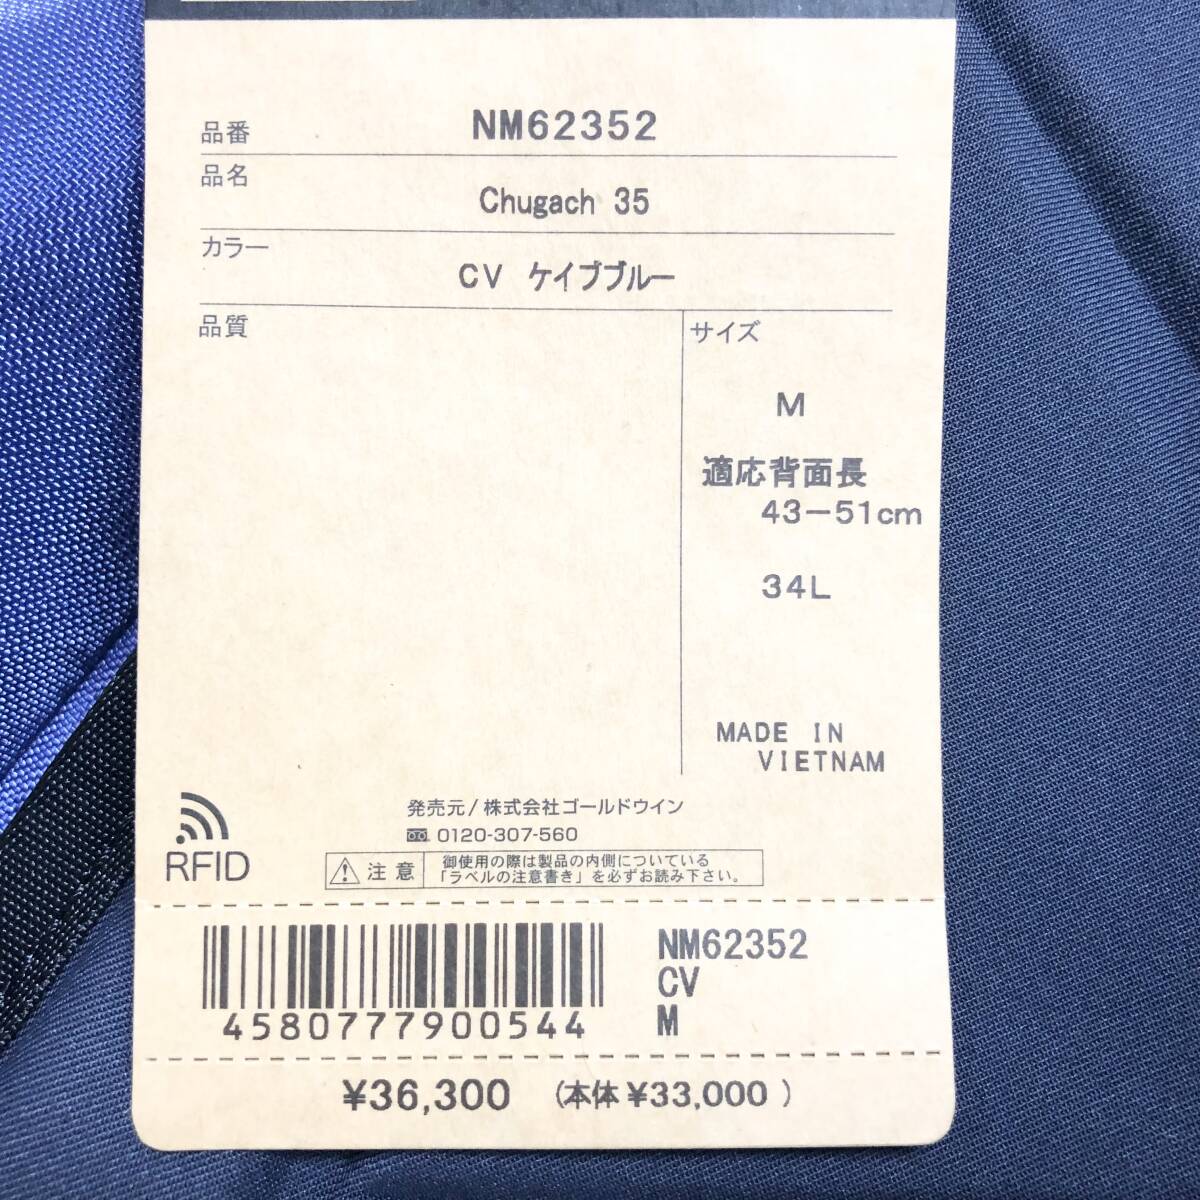 品番 NM62352
品名
Chugach 35
カラー
CV ケイブブルー
品質
サイズ
M
適応背面長
43-51cm
34L
MADE IN
VIETNAM
発売元/株式会社ゴールドウイン
0120-307-560
RFID
注意
御使用の際は製品の内側についている
「ラベルの注意書き」を必ずお読み下さい。
4580777900544
NM62352
CV
M
¥36,300 (本体¥33,000)